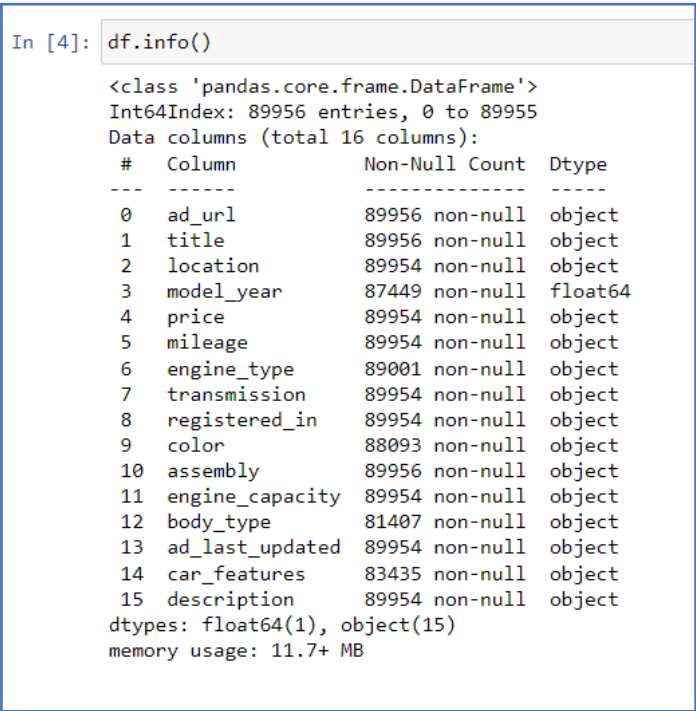 In [4]: df.info()
<class 'pandas.core.frame.DataFrame'>
Int64Index: 89956 entries, 0 to 89955
Data columns (total 16 columns):
 #   Column           Non-Null Count  Dtype
---  ------           --------------  -----
 0   ad_url           89956 non-null  object
 1   title            89956 non-null  object
 2   location         89954 non-null  object
 3   model_year       87449 non-null  float64
 4   price            89954 non-null  object
 5   mileage          89954 non-null  object
 6   engine_type      89001 non-null  object
 7   transmission     89954 non-null  object
 8   registered_in    89954 non-null  object
 9   color            88093 non-null  object
 10  assembly         89956 non-null  object
 11  engine_capacity  89954 non-null  object
 12  body_type        81407 non-null  object
 13  ad_last_updated  89954 non-null  object
 14  car_features     83435 non-null  object
 15  description      89954 non-null  object
dtypes: float64(1), object(15)
memory usage: 11.7+ MB